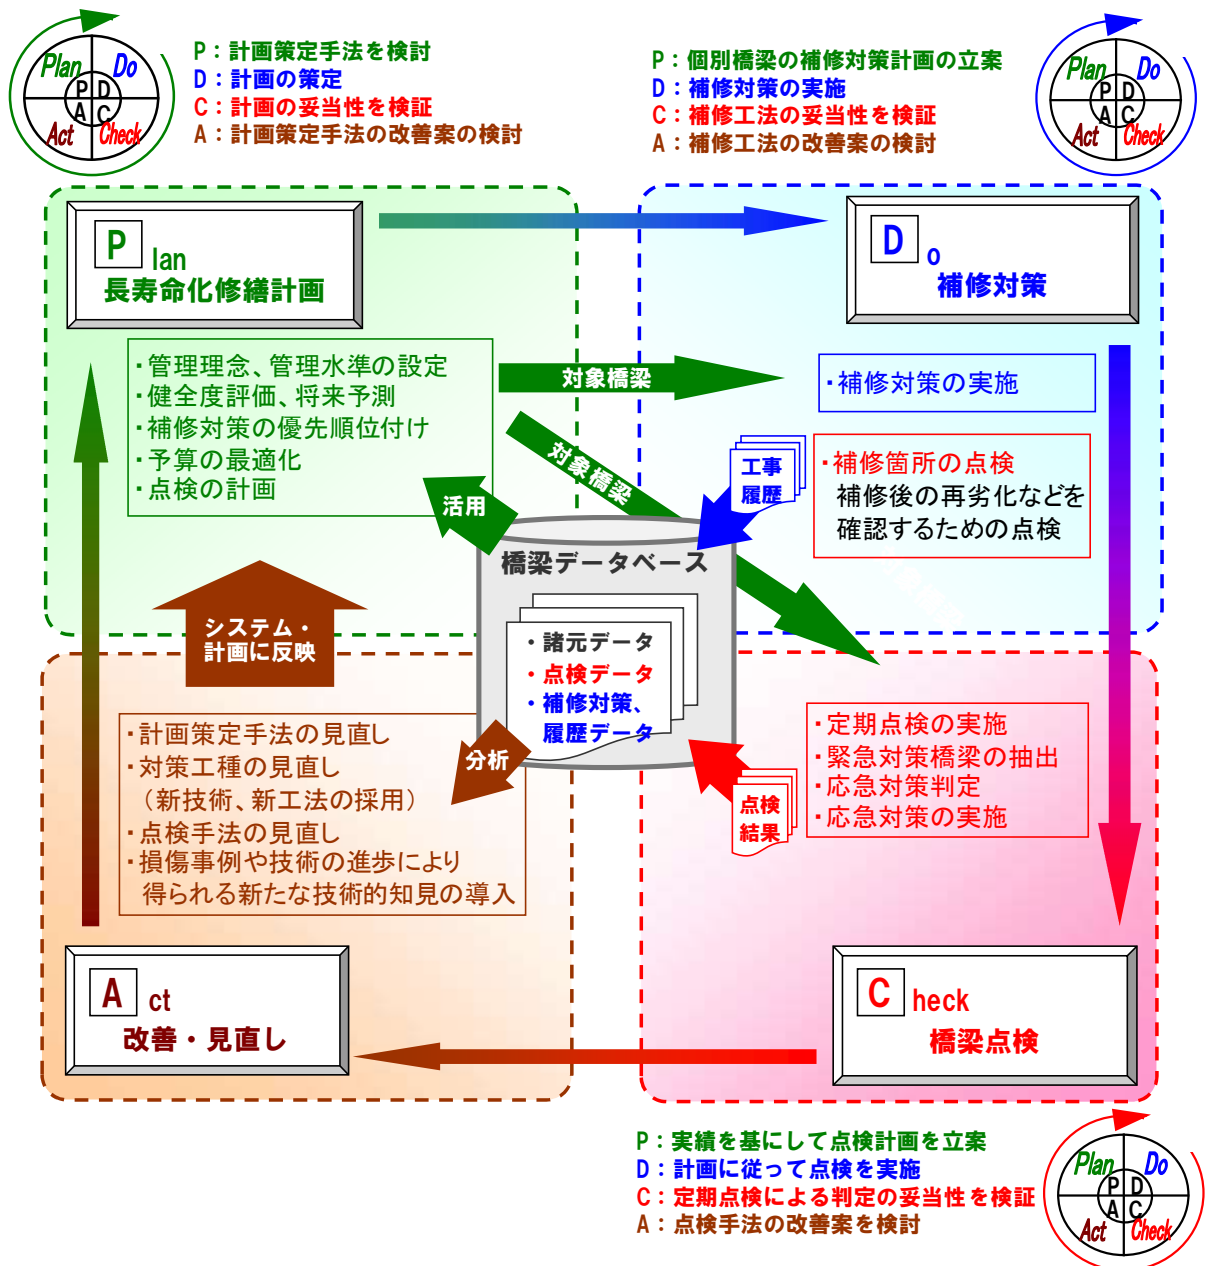 Plan Do
P D
A C
Act Check
P：計画策定手法を検討
D：計画の策定
C：計画の妥当性を検証
A：計画策定手法の改善案の検討
P：個別橋梁の補修対策計画の立案
D：補修対策の実施
C：補修工法の妥当性を検証
A：補修工法の改善案の検討
Plan Do
P D
A C
Act Check
P lan
長寿命化修繕計画
D o
補修対策
・管理理念、管理水準の設定
・健全度評価、将来予測
・補修対策の優先順位付け
・予算の最適化
・点検の計画
対象橋梁
対象橋梁
・補修対策の実施
・補修箇所の点検
補修後の再劣化などを
確認するための点検
工事
履歴
活用
橋梁データベース
・諸元データ
・点検データ
・補修対策、
履歴データ
システム・
計画に反映
分析
点検
結果
・計画策定手法の見直し
・対策工種の見直し
（新技術、新工法の採用）
・点検手法の見直し
・損傷事例や技術の進歩により
得られる新たな技術的知見の導入
・定期点検の実施
・緊急対策橋梁の抽出
・応急対策判定
・応急対策の実施
A ct
改善・見直し
C heck
橋梁点検
P：実績を基にして点検計画を立案
D：計画に従って点検を実施
C：定期点検による判定の妥当性を検証
A：点検手法の改善案を検討
Plan Do
P D
A C
Act Check